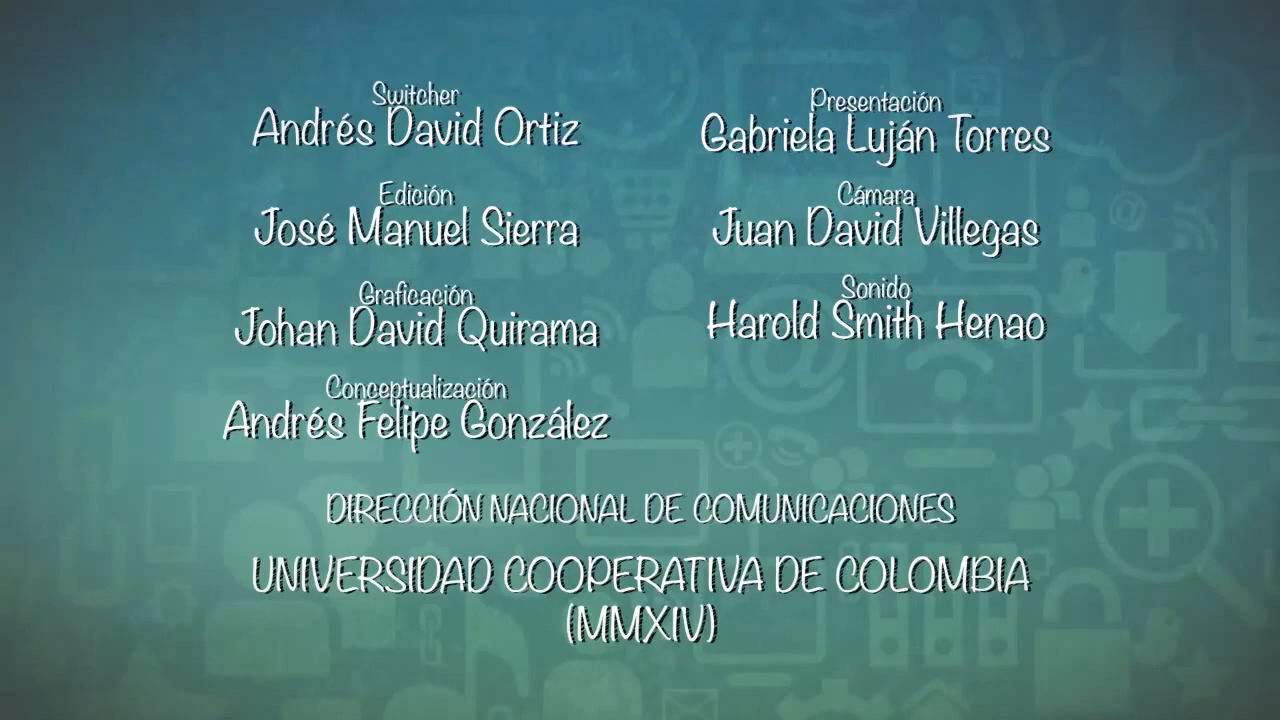 Switcher
Andrés David Ortiz
Edición
José Manuel Sierra
Graficación
Johan David Quirama
Conceptualización
Andrés Felipe González
Presentación
Gabriela Luján Torres
Cámara
Juan David Villegas
Sonido
Harold Smith Henao
DIRECCIÓN NACIONAL DE COMUNICACIONES
UNIVERSIDAD COOPERATIVA DE COLOMBIA
(MMXIV)